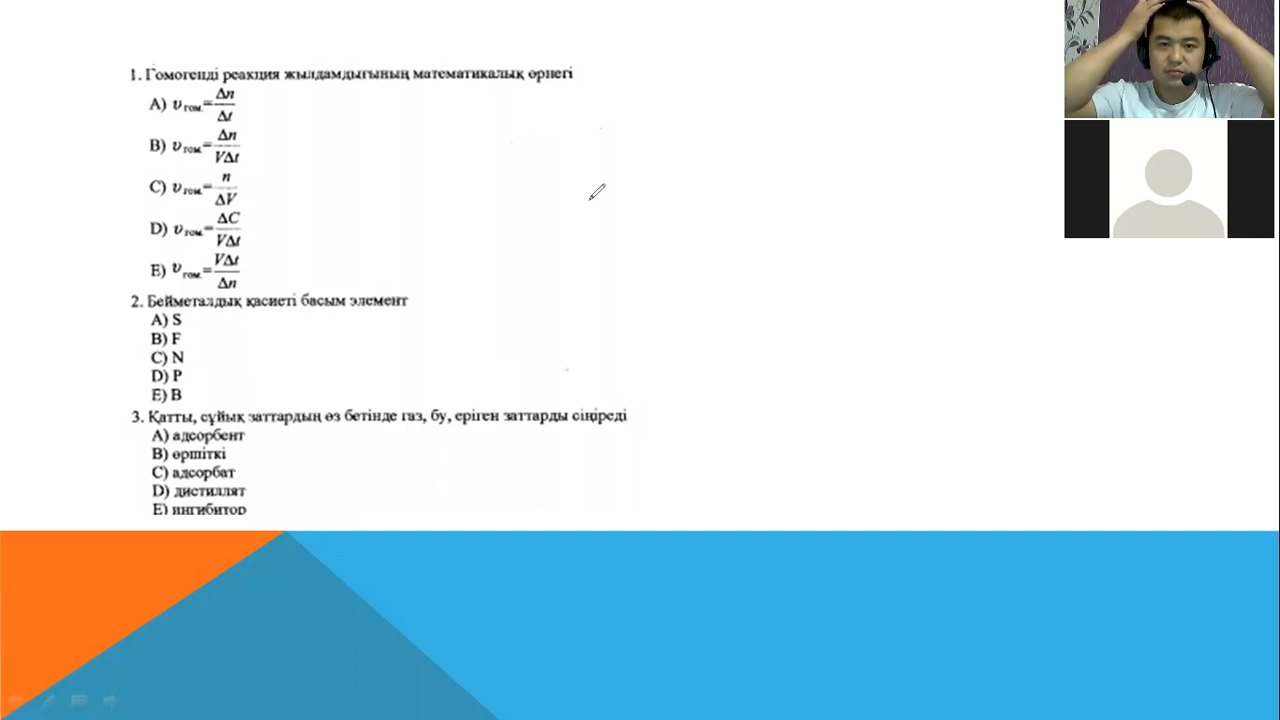 1. Гомогенді реакция жылдамдығының математикалық өрнегі
A) υгом.=Δn/Δt
B) υгом.=Δn/VΔt
C) υгом.=n/ΔV
D) υгом.=ΔC/VΔt
E) υгом.=VΔt/Δn
2. Бейметалдық қасиеті басым элемент
A) S
B) F
C) N
D) P
E) B
3. Қатты, сұйық заттардың өз бетінде газ, бу, еріген заттарды сіңіреді
A) адсорбент
B) өршіткі
C) адсорбат
D) дистиллят
E) ингибитор